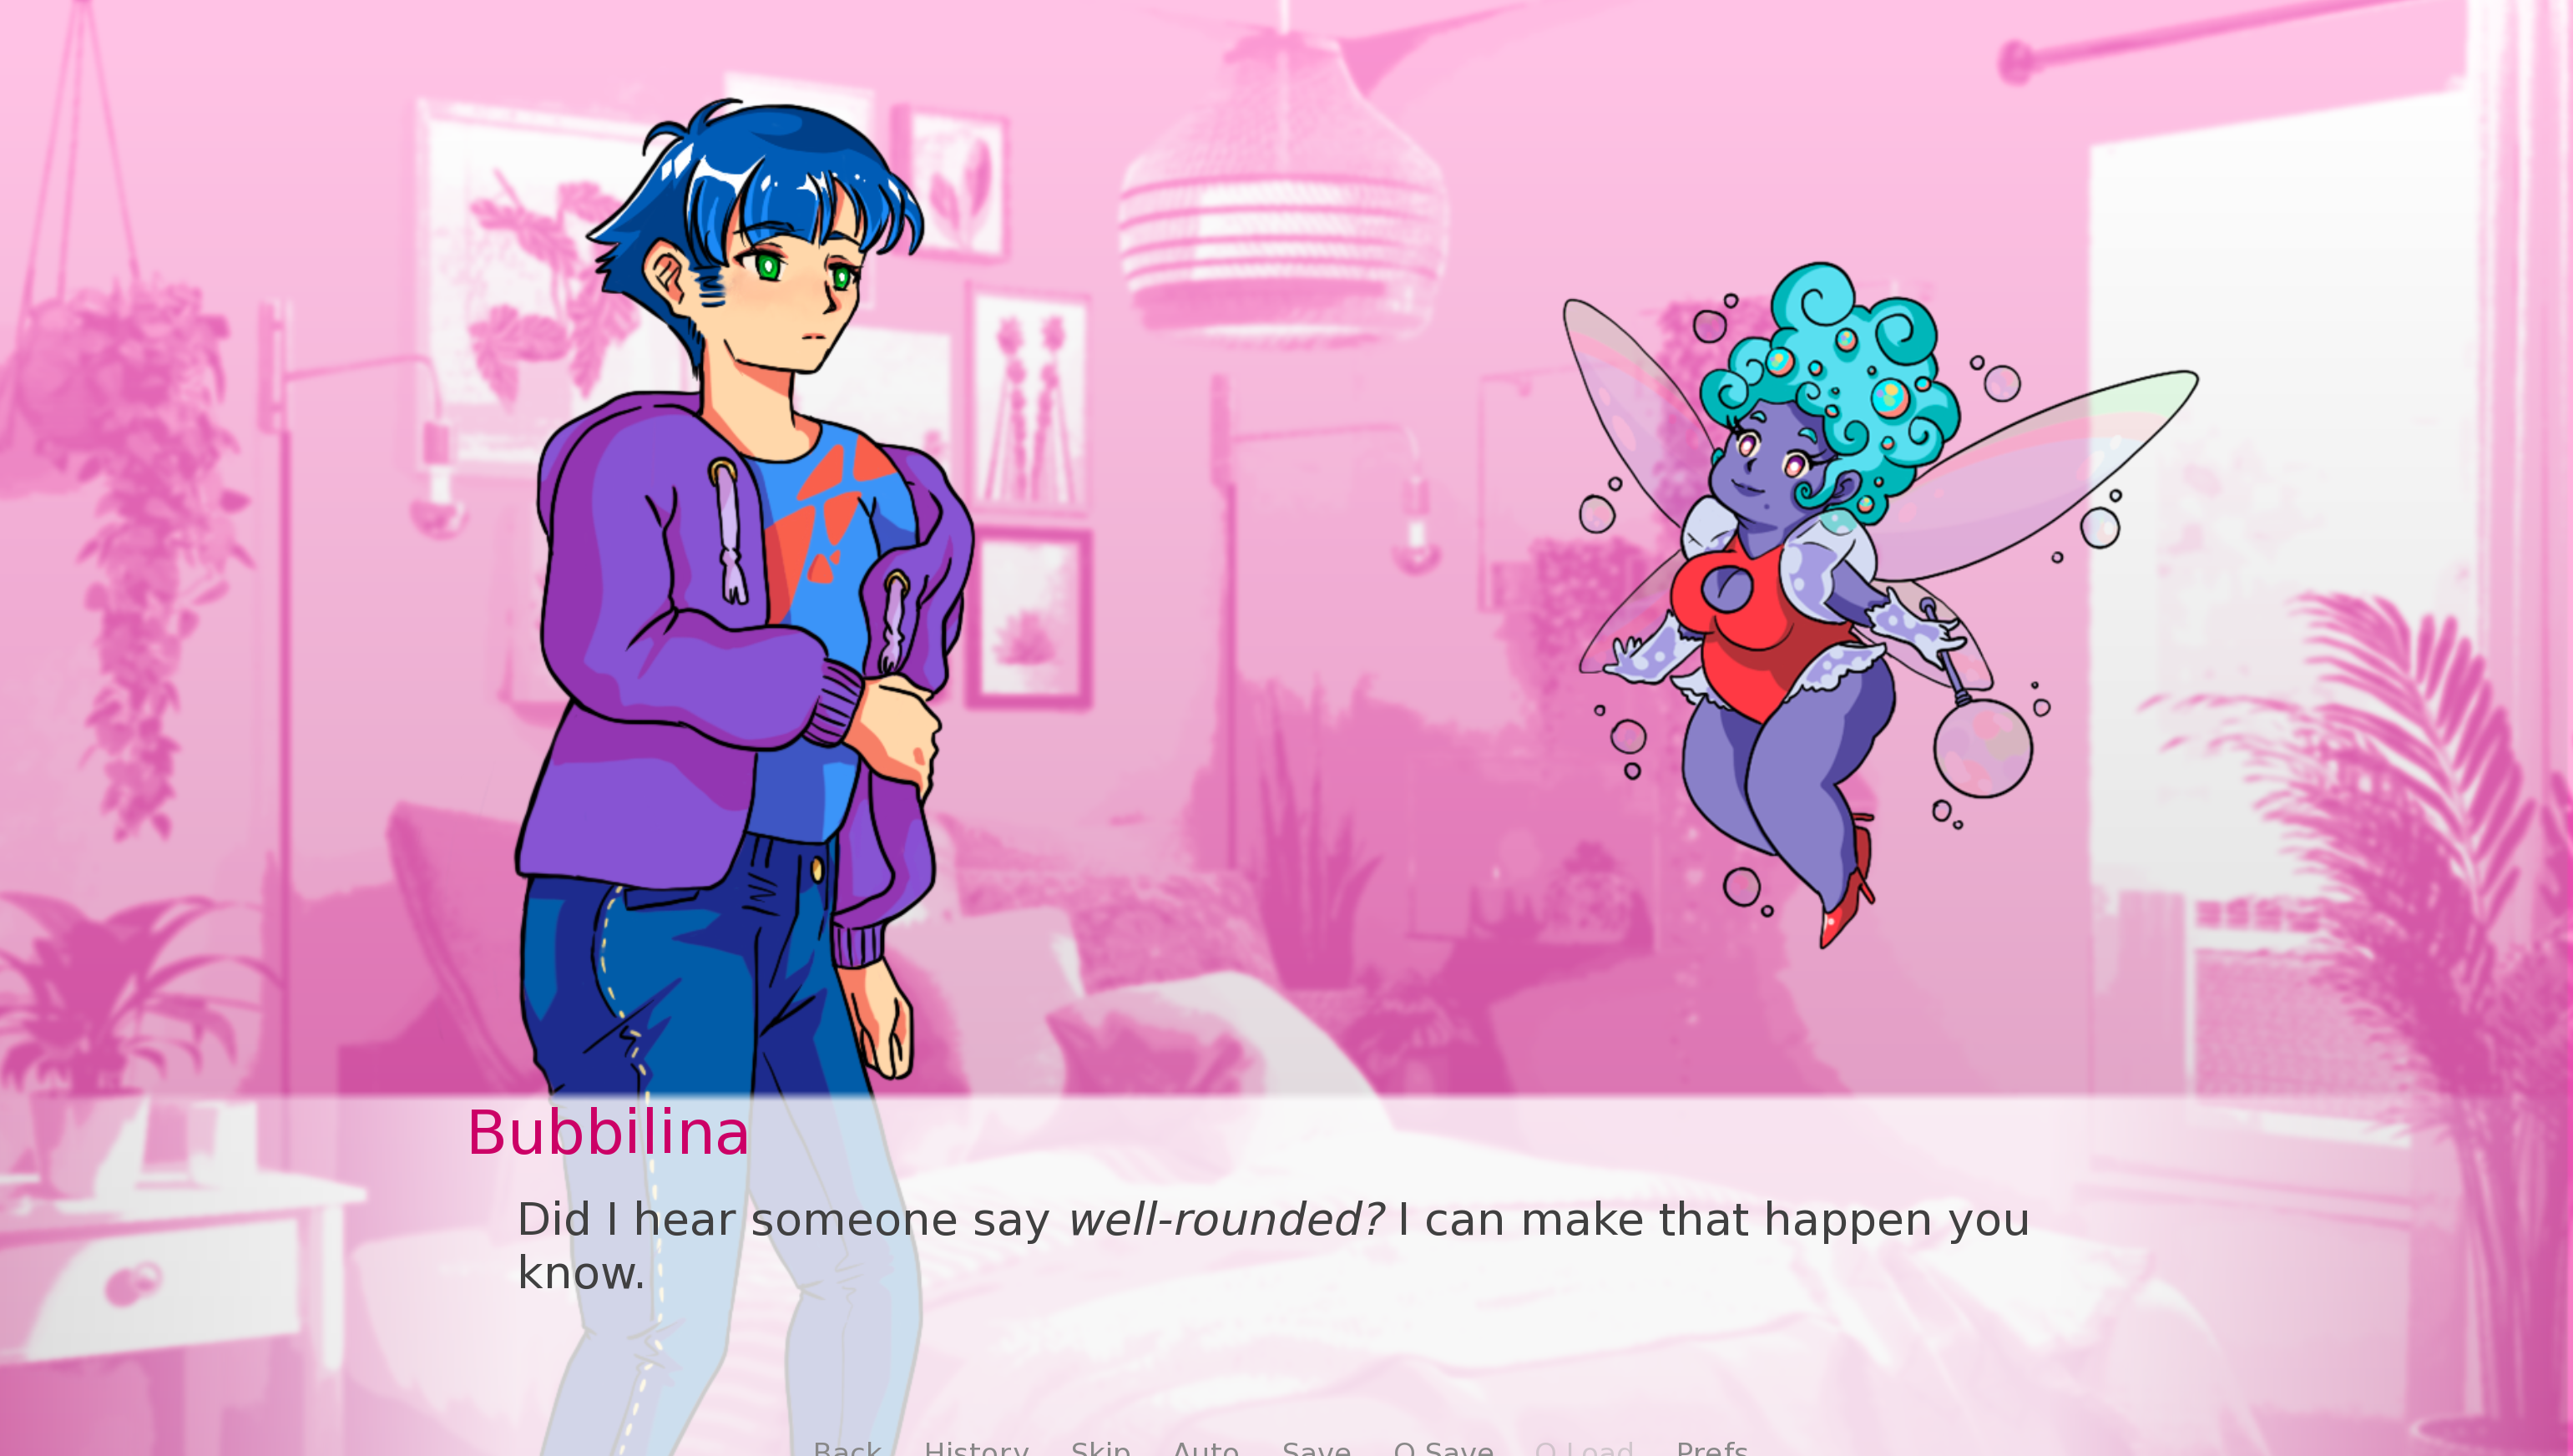 Bubbilina
Did I hear someone say well-rounded? I can make that happen you
know.
Back History Skip Auto Save Q.Save Q.Load Prefs